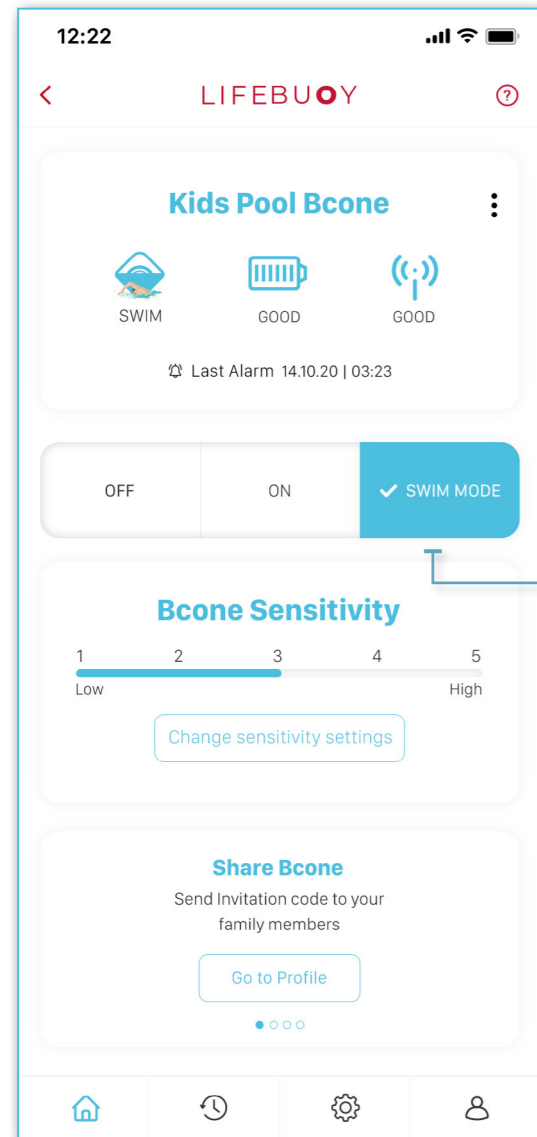 12:22
LIFEBUOY
?
Kids Pool Bcone
SWIM GOOD GOOD
Last Alarm 14.10.20 | 03:23
OFF ON SWIM MODE
Bcone Sensitivity
1 2 3 4 5
Low High
Change sensitivity settings
Share Bcone
Send Invitation code to your
family members
Go to Profile